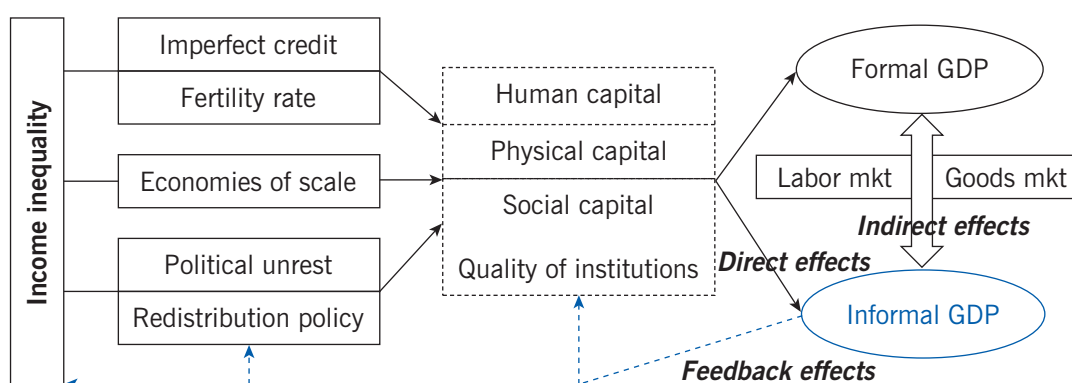 Income inequality
Imperfect credit
Fertility rate
Economies of scale
Political unrest
Redistribution policy
Human capital
Physical capital
Social capital
Quality of institutions
Formal GDP
Labor mkt
Goods mkt
Indirect effects
Direct effects
Informal GDP
Feedback effects